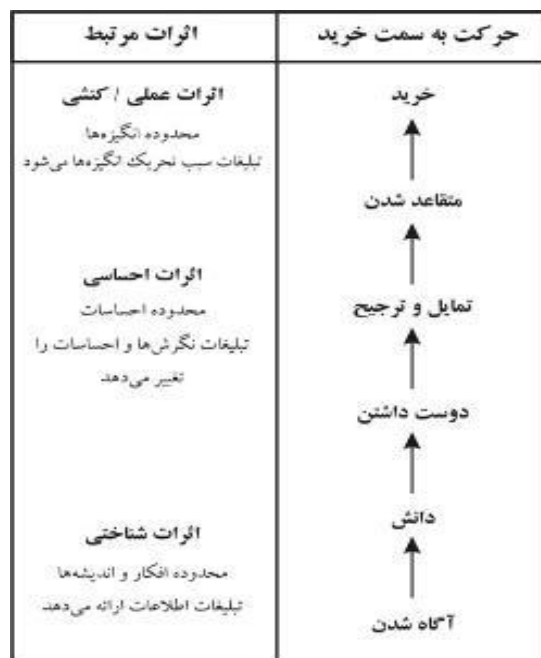 حرکت به سمت خرید
اثرات مرتبط
خرید
متقاعد شدن
تمایل و ترجیح
دوست داشتن
دانش
آگاه شدن
اثرات عملی / کنشی
محدوده انگیزه‌ها
تبلیغات سبب تحریک انگیزه‌ها می‌شود
اثرات احساسی
محدوده احساسات
تبلیغات نگرش‌ها و احساسات را
تغییر می‌دهد
اثرات شناختی
محدوده افکار و اندیشه‌ها
تبلیغات اطلاعات ارائه می‌دهد